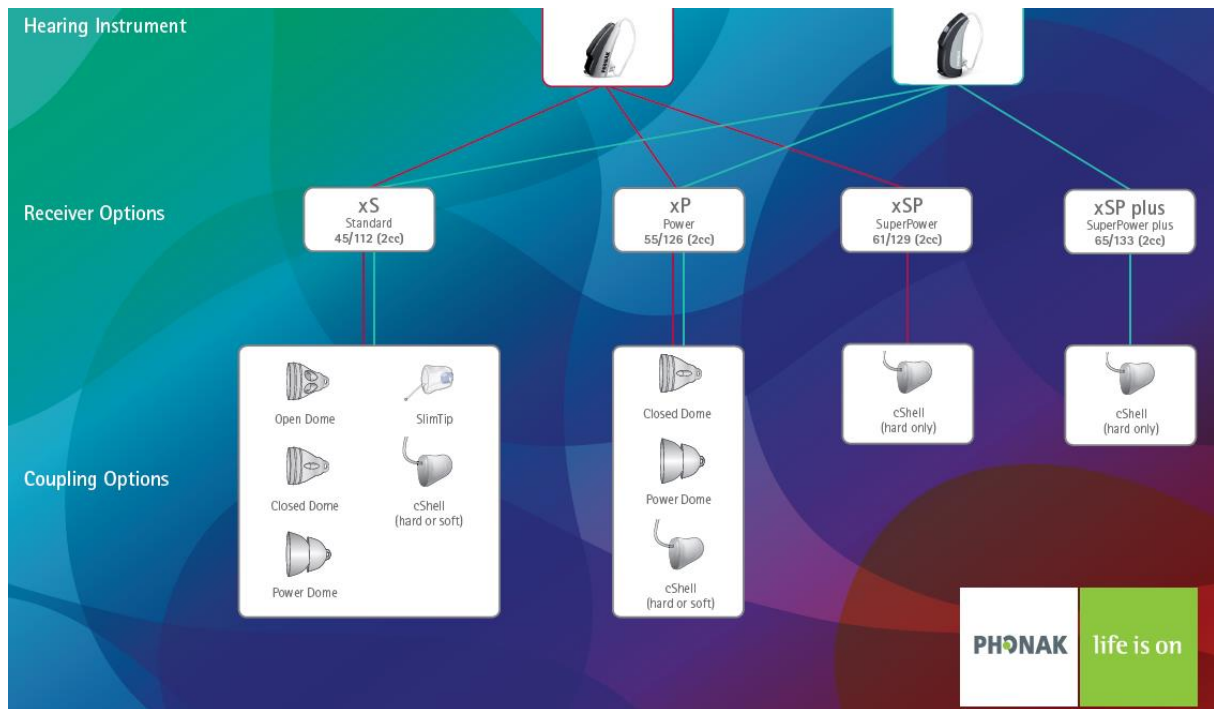 Hearing Instrument
PHONAK
Receiver Options
xS
Standard
45/112 (2cc)
xP
Power
55/126 (2cc)
xSP
SuperPower
61/129 (2cc)
xSP plus
SuperPower plus
65/133 (2cc)
Coupling Options
Open Dome
SlimTip
Closed Dome
cShell
(hard or soft)
Power Dome
Closed Dome
Power Dome
cShell
(hard or soft)
cShell
(hard only)
cShell
(hard only)
PHONAK
life is on